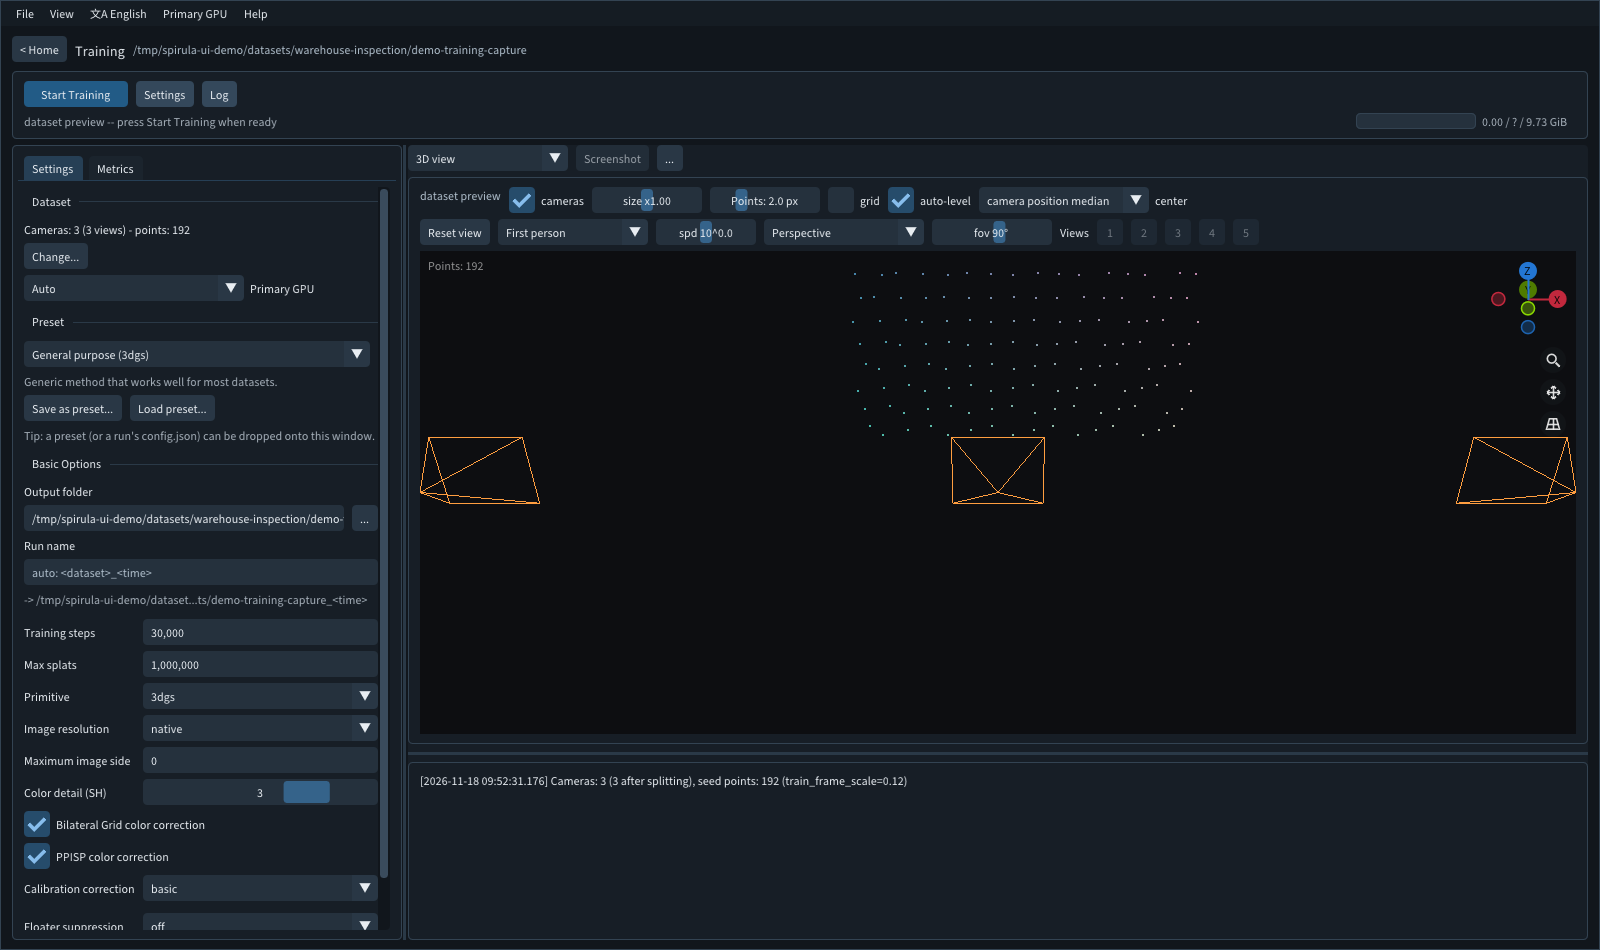 File View 文A English Primary GPU Help
< Home Training /tmp/spirula-ui-demo/datasets/warehouse-inspection/demo-training-capture
Start Training Settings Log
dataset preview -- press Start Training when ready
0.00 / ? / 9.73 GiB
Settings Metrics
Dataset
Cameras: 3 (3 views) - points: 192
Change...
Auto Primary GPU
Preset
General purpose (3dgs)
Generic method that works well for most datasets.
Save as preset... Load preset...
Tip: a preset (or a run's config.json) can be dropped onto this window.
Basic Options
Output folder
/tmp/spirula-ui-demo/datasets/warehouse-inspection/demo- ...
Run name
auto: <dataset>_<time>
-> /tmp/spirula-ui-demo/dataset...ts/demo-training-capture_<time>
Training steps 30,000
Max splats 1,000,000
Primitive 3dgs
Image resolution native
Maximum image side 0
Color detail (SH) 3
Bilateral Grid color correction
PPISP color correction
Calibration correction basic
Floater suppression off
3D view Screenshot ...
dataset preview cameras size x1.00 Points: 2.0 px grid auto-level camera position median center
Reset view First person spd 10^0.0 Perspective fov 90° Views 1 2 3 4 5
Points: 192
Z
X
[2026-11-18 09:52:31.176] Cameras: 3 (3 after splitting), seed points: 192 (train_frame_scale=0.12)